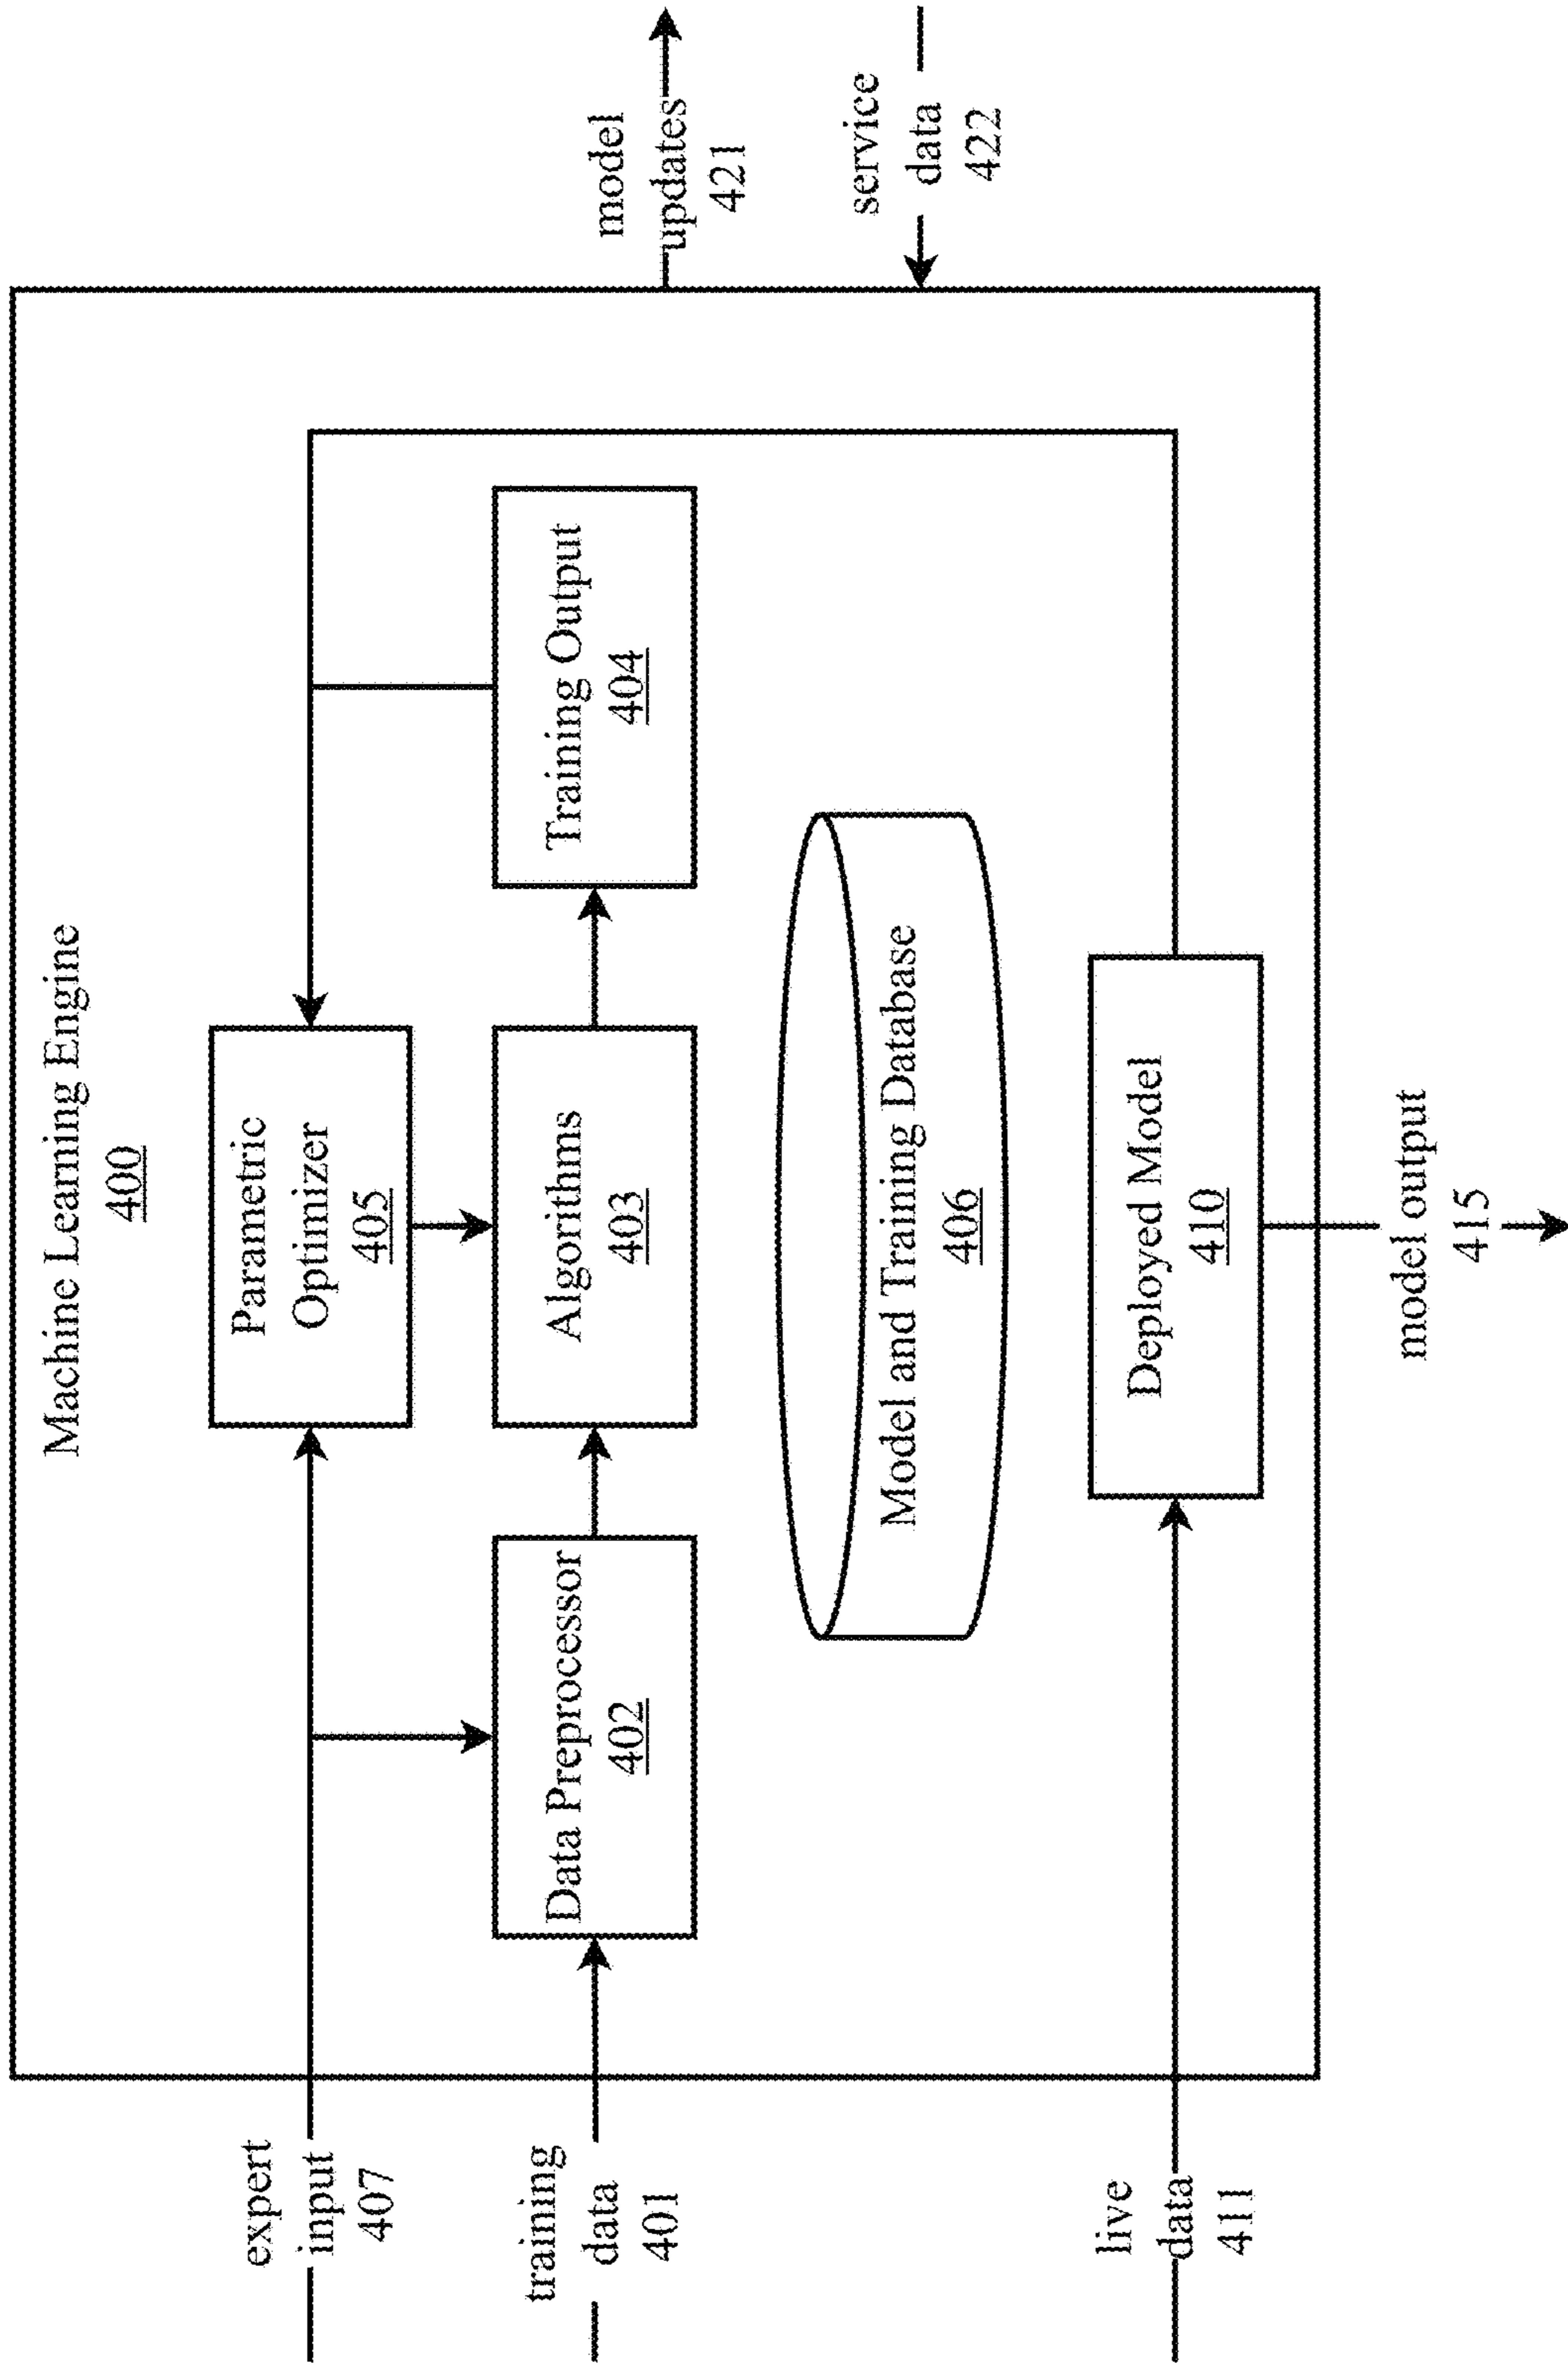 Machine Learning Engine
400
expert
input
407
Parametric
Optimizer
405
model
updates
421
training
data
401
Data Preprocessor
402
Algorithms
403
Training Output
404
service
data
422
Model and Training Database
406
live
data
411
Deployed Model
410
model output
415